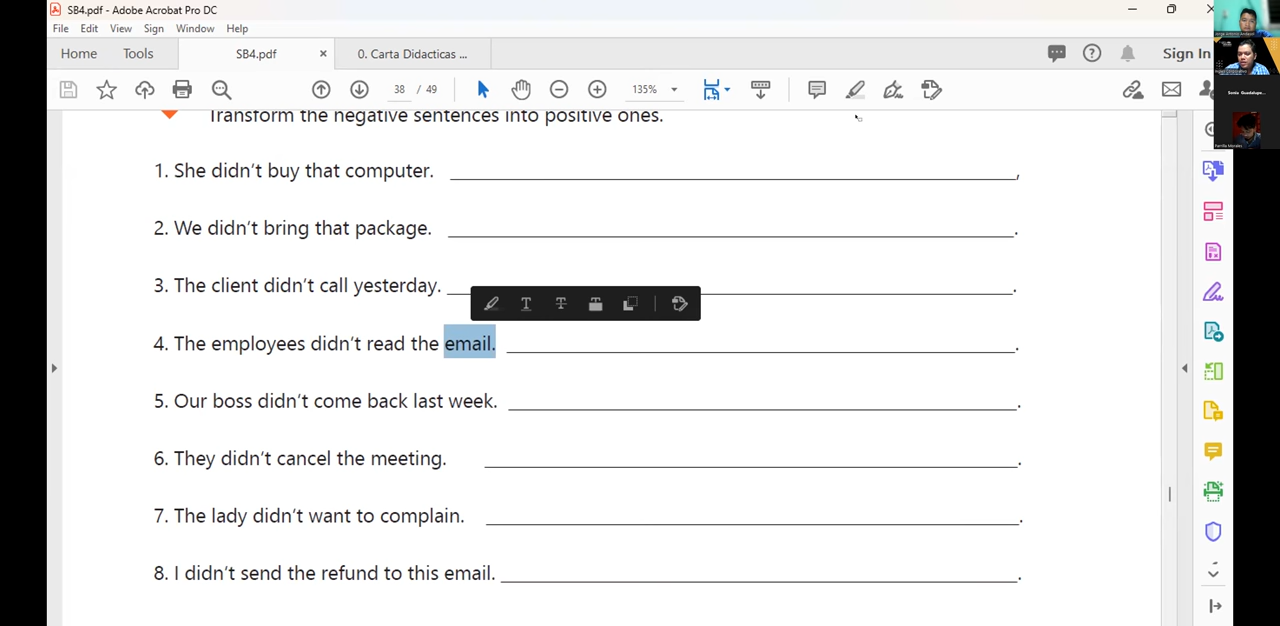 SB4.pdf - Adobe Acrobat Pro DC
File Edit View Sign Window Help
Home Tools SB4.pdf × 0. Carta Didacticas ... Sign In
38 / 49 135%
Transform the negative sentences into positive ones.
1. She didn't buy that computer. ,
2. We didn't bring that package. .
3. The client didn't call yesterday. .
4. The employees didn't read the email. .
5. Our boss didn't come back last week. .
6. They didn't cancel the meeting. .
7. The lady didn't want to complain. .
8. I didn't send the refund to this email. .